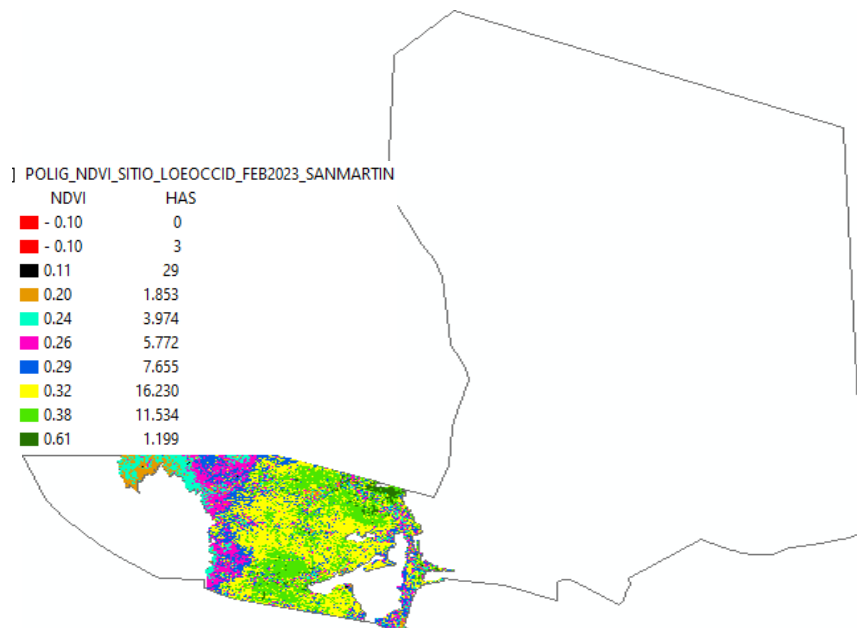 ] POLIG_NDVI_SITIO_LOEOCCID_FEB2023_SANMARTIN
NDVI HAS
- 0.10 0
- 0.10 3
0.11 29
0.20 1.853
0.24 3.974
0.26 5.772
0.29 7.655
0.32 16.230
0.38 11.534
0.61 1.199